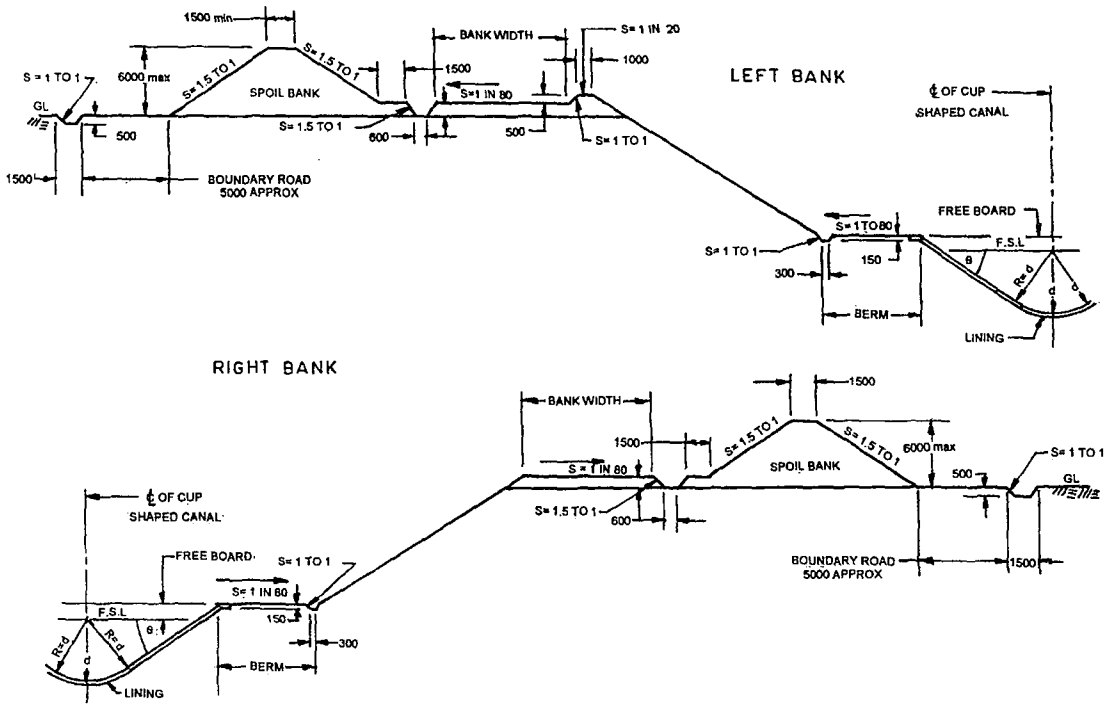 1500 min
S= 1.5 TO 1
S= 1.5 TO 1
6000 max
SPOIL BANK
S = 1 TO 1
GL
500
1500
BOUNDARY ROAD
5000 APPROX
1500
S= 1.5 TO 1
600
BANK WIDTH
S=1 IN 80
500
S= 1 IN 20
1000
S= 1 TO 1
LEFT BANK
℄ OF CUP
SHAPED CANAL
FREE BOARD
S= 1 TO 80
F.S.L
S= 1 TO 1
150
300
BERM
θ
R=d
d
d
LINING
RIGHT BANK
BANK WIDTH
S = 1 IN 80
1500
S= 1.5 TO 1
600
1500
S= 1.5 TO 1
S= 1.5 TO 1
6000 max
SPOIL BANK
500
S= 1 TO 1
GL
BOUNDARY ROAD
5000 APPROX
1500
℄ OF CUP
SHAPED CANAL
FREE BOARD
S= 1 TO 1
S= 1 IN 80
F.S.L
150
300
θ
R=d
R=d
d
BERM
LINING